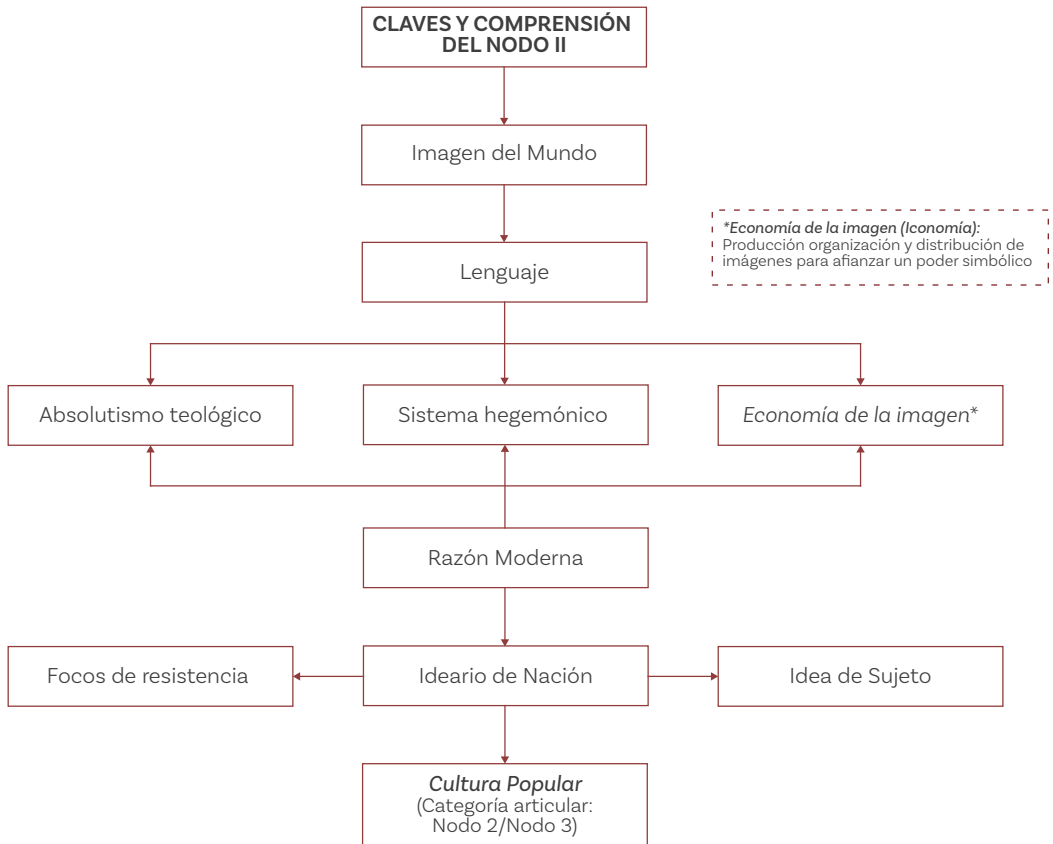 CLAVES Y COMPRENSIÓN
DEL NODO II
Imagen del Mundo
*Economía de la imagen (Iconomía):
Producción organización y distribución de
imágenes para afianzar un poder simbólico
Lenguaje
Absolutismo teológico
Sistema hegemónico
Economía de la imagen*
Razón Moderna
Focos de resistencia
Ideario de Nación
Idea de Sujeto
Cultura Popular
(Categoría articular:
Nodo 2/Nodo 3)